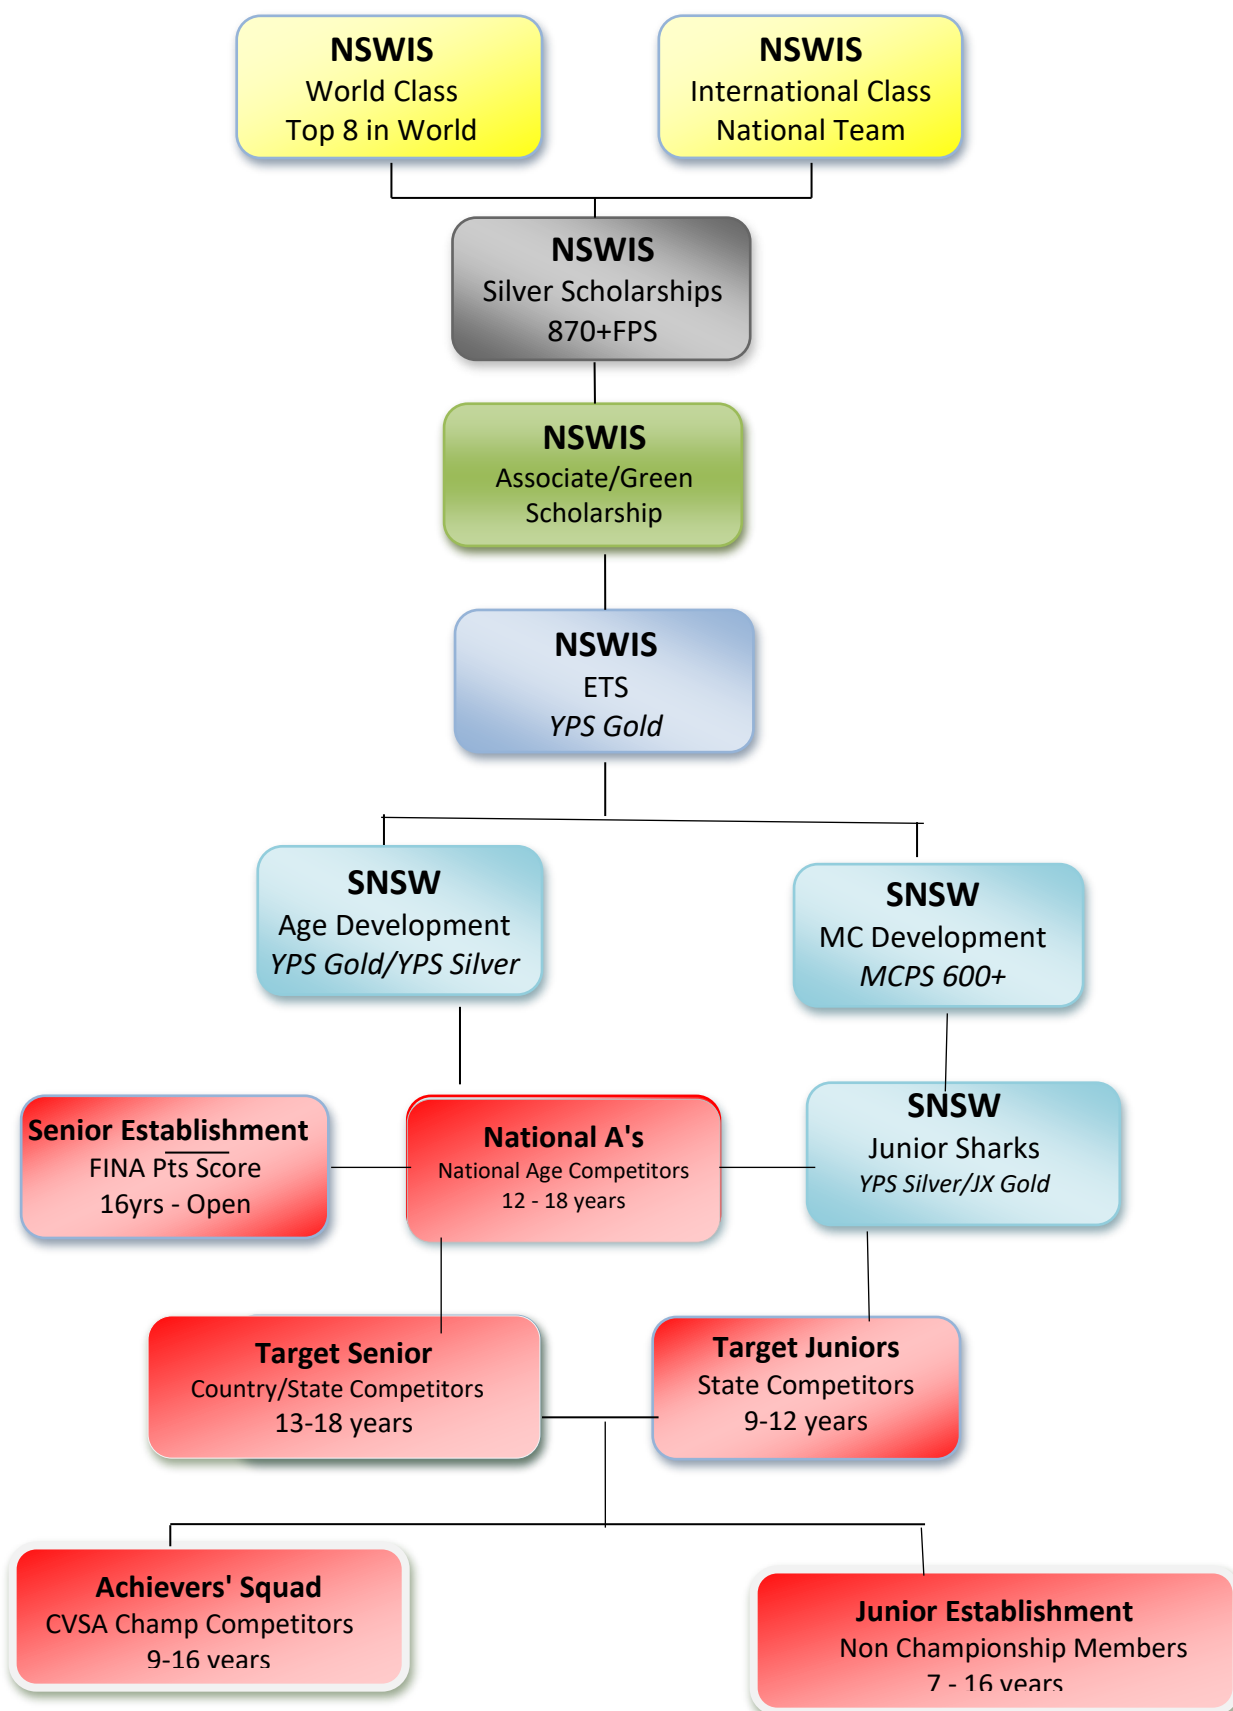 NSWIS
World Class
Top 8 in World
NSWIS
International Class
National Team
NSWIS
Silver Scholarships
870+FPS
NSWIS
Associate/Green
Scholarship
NSWIS
ETS
YPS Gold
SNSW
Age Development
YPS Gold/YPS Silver
SNSW
MC Development
MCPS 600+
Senior Establishment
FINA Pts Score
16yrs - Open
National A's
National Age Competitors
12 - 18 years
SNSW
Junior Sharks
YPS Silver/JX Gold
Target Senior
Country/State Competitors
13-18 years
Target Juniors
State Competitors
9-12 years
Achievers' Squad
CVSA Champ Competitors
9-16 years
Junior Establishment
Non Championship Members
7 - 16 years